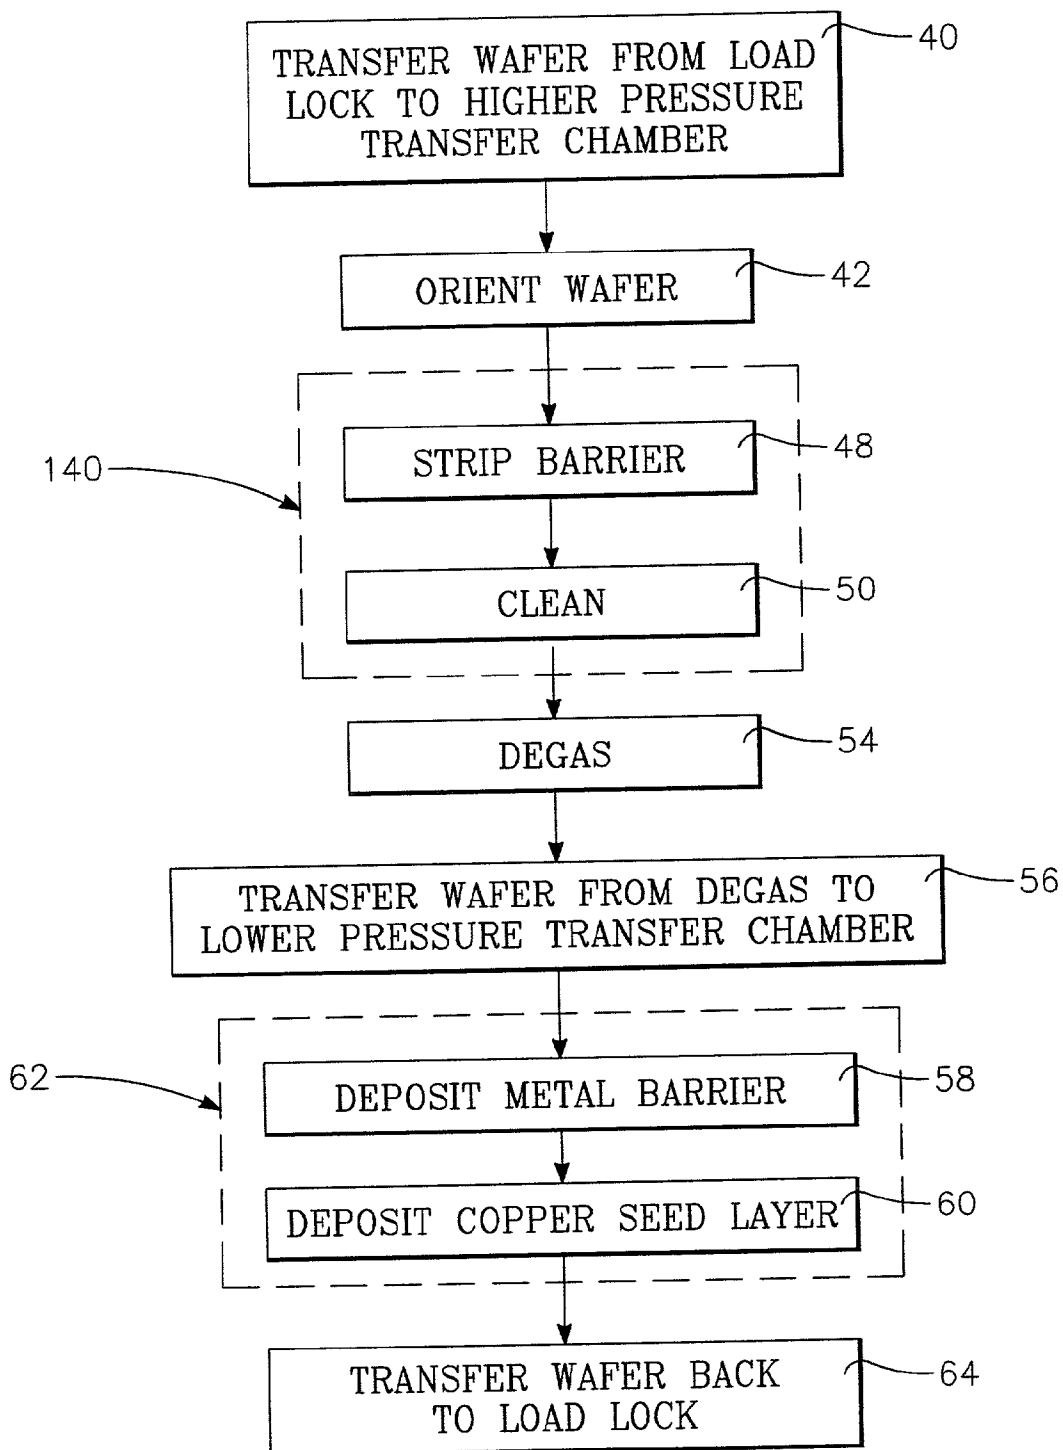 TRANSFER WAFER FROM LOAD
LOCK TO HIGHER PRESSURE
TRANSFER CHAMBER
40
ORIENT WAFER
42
140
STRIP BARRIER
48
CLEAN
50
DEGAS
54
TRANSFER WAFER FROM DEGAS TO
LOWER PRESSURE TRANSFER CHAMBER
56
62
DEPOSIT METAL BARRIER
58
DEPOSIT COPPER SEED LAYER
60
TRANSFER WAFER BACK
TO LOAD LOCK
64